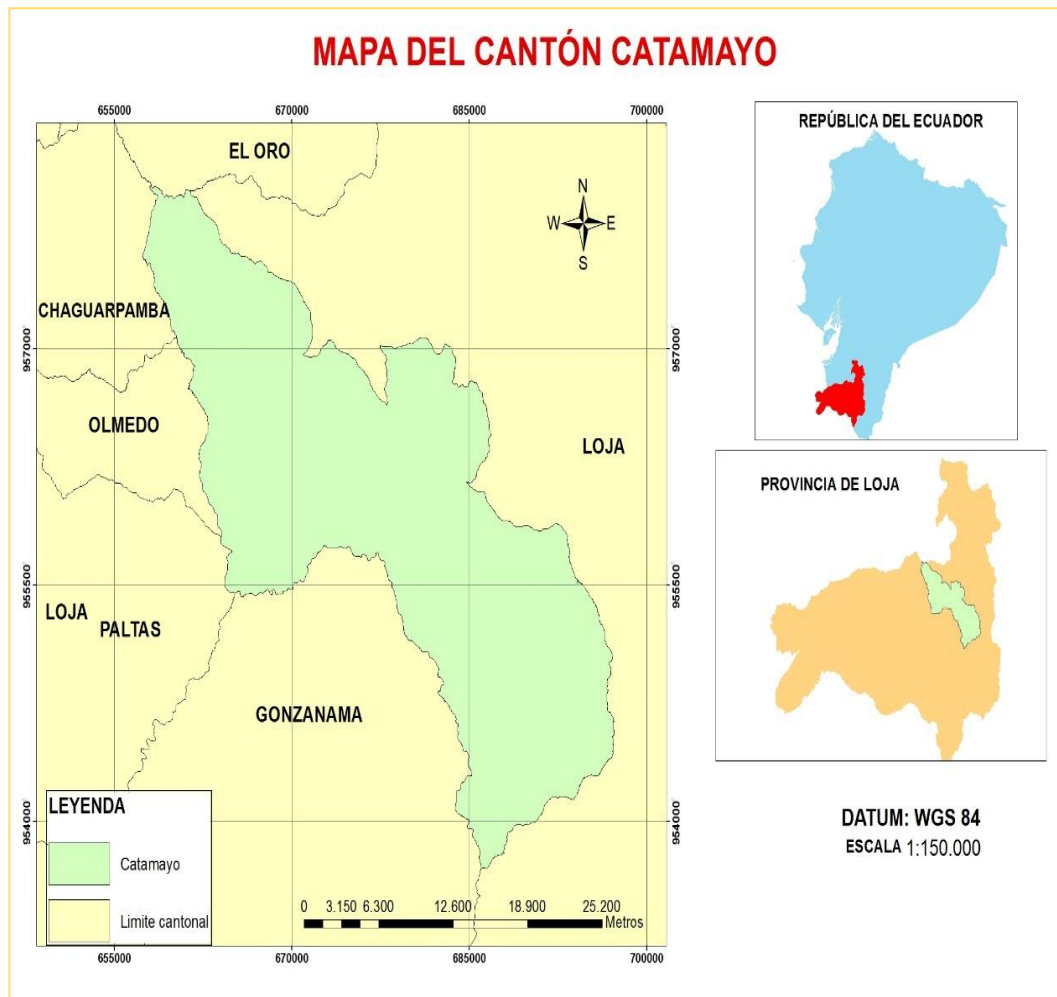 MAPA DEL CANTÓN CATAMAYO
655000 670000 685000 700000
EL ORO
N
W E
S
CHAGUARPAMBA
957000 957000
OLMEDO
LOJA
955500 955500
LOJA
PALTAS
GONZANAMA
954000 954000
LEYENDA
Catamayo
Limite cantonal
0 3.150 6.300 12.600 18.900 25.200
Metros
655000 670000 685000 700000
REPÚBLICA DEL ECUADOR
PROVINCIA DE LOJA
DATUM: WGS 84
ESCALA 1:150.000